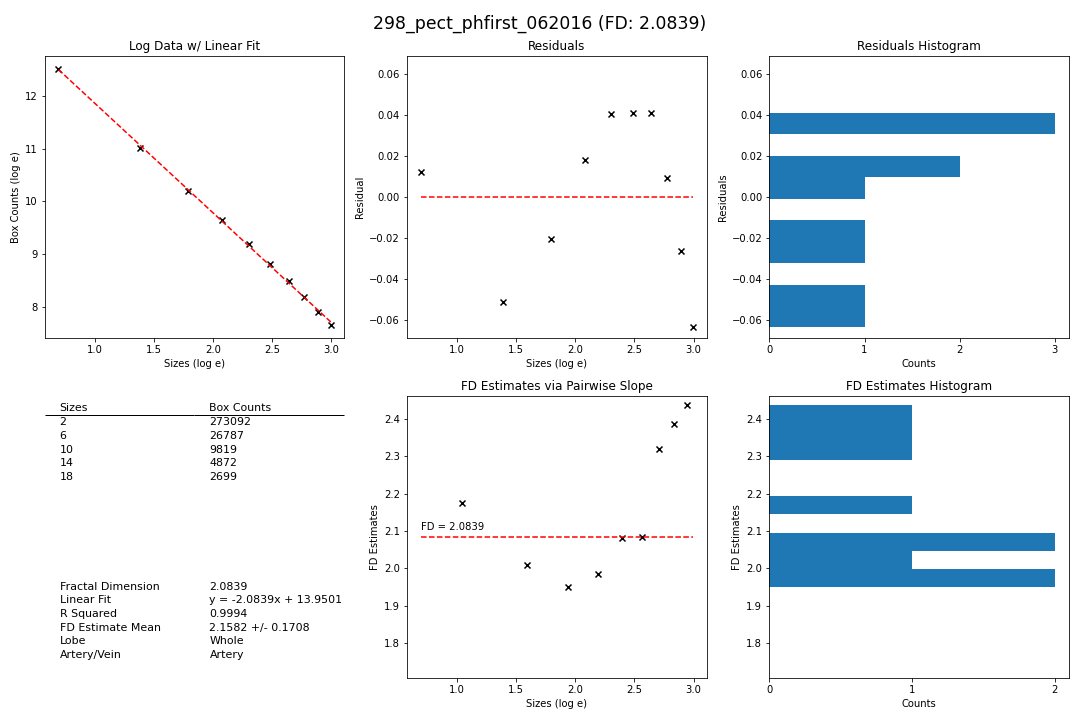 298_pect_phfirst_062016 (FD: 2.0839)
Log Data w/ Linear Fit
Box Counts (log e)
12
11
10
9
8
1.0 1.5 2.0 2.5 3.0
Sizes (log e)
Residuals
Residual
0.06
0.04
0.02
0.00
−0.02
−0.04
−0.06
1.0 1.5 2.0 2.5 3.0
Sizes (log e)
Residuals Histogram
Residuals
0.06
0.04
0.02
0.00
−0.02
−0.04
−0.06
0 1 2 3
Counts
Sizes Box Counts
2 273092
6 26787
10 9819
14 4872
18 2699
Fractal Dimension 2.0839
Linear Fit y = -2.0839x + 13.9501
R Squared 0.9994
FD Estimate Mean 2.1582 +/- 0.1708
Lobe Whole
Artery/Vein Artery
FD Estimates via Pairwise Slope
FD Estimates
2.4
2.3
2.2
2.1
2.0
1.9
1.8
FD = 2.0839
1.0 1.5 2.0 2.5 3.0
Sizes (log e)
FD Estimates Histogram
FD Estimates
2.4
2.3
2.2
2.1
2.0
1.9
1.8
0 1 2
Counts